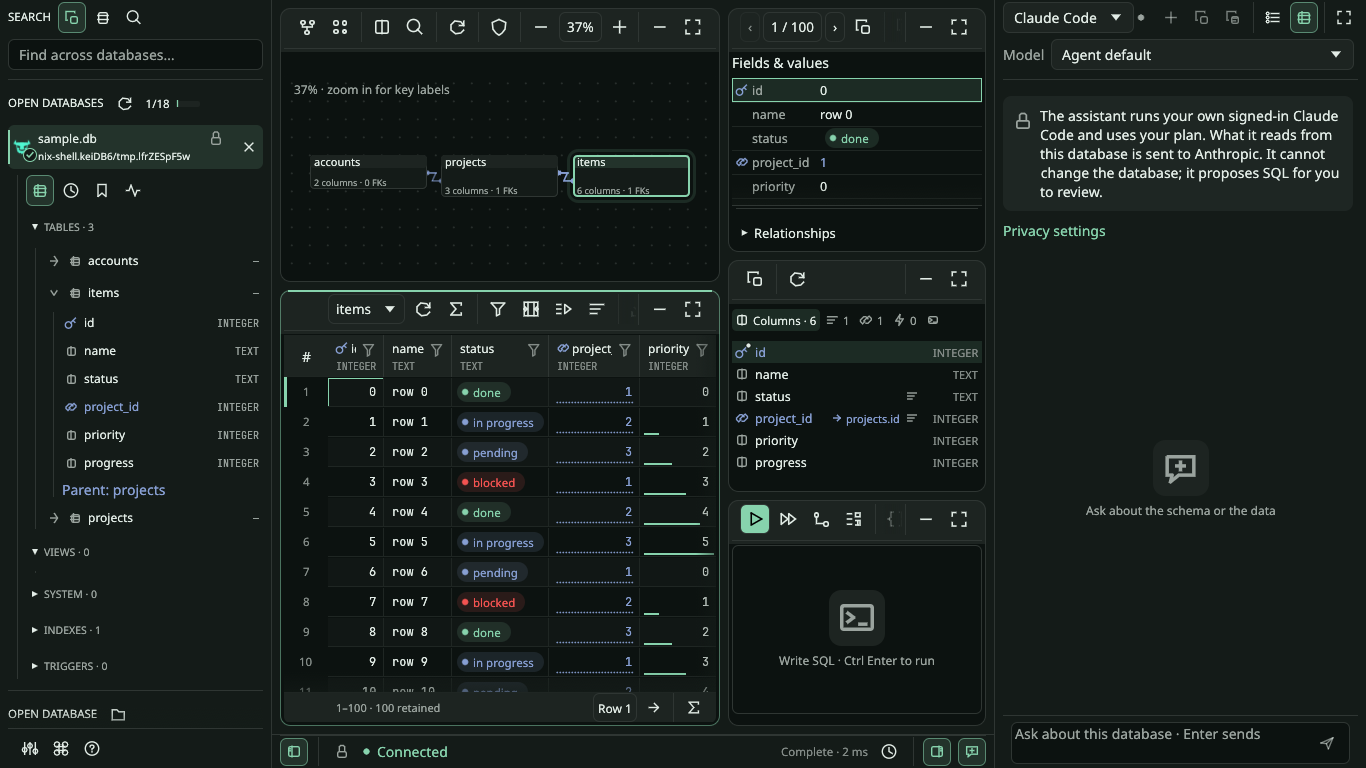 SEARCH
Find across databases...
OPEN DATABASES 1/18
sample.db
nix-shell.keiDB6/tmp.lfrZESpF5w
TABLES · 3
accounts –
items –
id INTEGER
name TEXT
status TEXT
project_id INTEGER
priority INTEGER
progress INTEGER
Parent: projects
projects –
VIEWS · 0
SYSTEM · 0
INDEXES · 1
TRIGGERS · 0
OPEN DATABASE
37%
37% · zoom in for key labels
accounts
2 columns · 0 FKs
projects
3 columns · 1 FKs
items
6 columns · 1 FKs
items
# name status project priority
INTEGER TEXT TEXT INTEGER INTEGER
1 0 row 0 done 1 0
2 1 row 1 in progress 2 1
3 2 row 2 pending 3 2
4 3 row 3 blocked 1 3
5 4 row 4 done 2 4
6 5 row 5 in progress 3 5
7 6 row 6 pending 1 0
8 7 row 7 blocked 2 1
9 8 row 8 done 3 2
10 9 row 9 in progress 1 3
11 10 row 10 pending 2 4
1–100 · 100 retained Row 1
Connected Complete · 2 ms
1 / 100
Fields & values
id 0
name row 0
status done
project_id 1
priority 0
Relationships
Columns · 6 1 1 0
id INTEGER
name TEXT
status TEXT
project_id projects.id INTEGER
priority INTEGER
progress INTEGER
Write SQL · Ctrl Enter to run
Claude Code
Model Agent default
The assistant runs your own signed-in Claude
Code and uses your plan. What it reads from
this database is sent to Anthropic. It cannot
change the database; it proposes SQL for you
to review.
Privacy settings
Ask about the schema or the data
Ask about this database · Enter sends